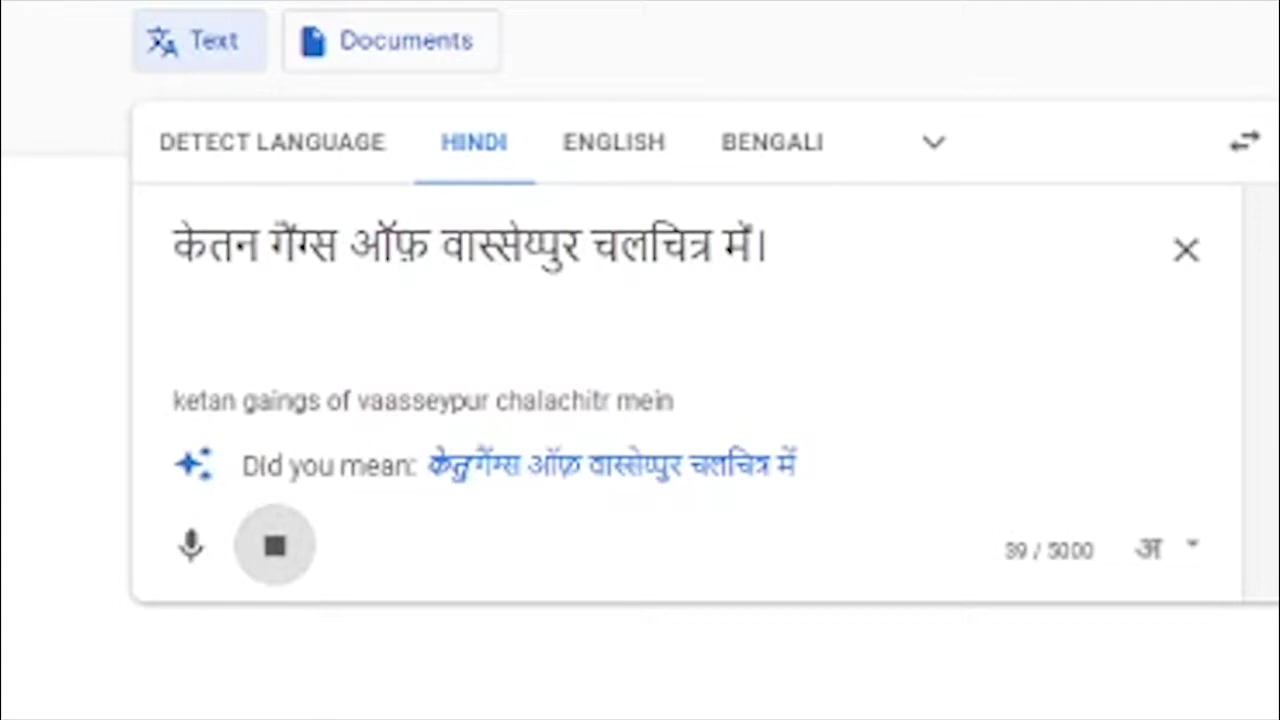 Text Documents
DETECT LANGUAGE HINDI ENGLISH BENGALI
केतन गैंग्स ऑफ़ वास्सेय्पुर चलचित्र में।
ketan gaings of vaasseypur chalachitr mein
Did you mean: केतु गैंग्स ऑफ़ वास्सेय्पुर चलचित्र में
39 / 5000 अ